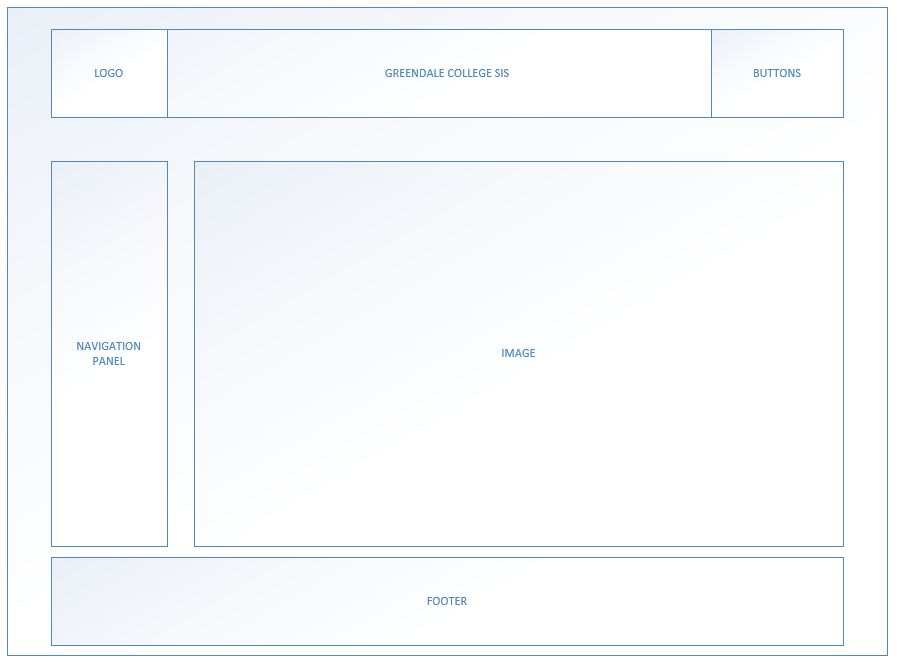 LOGO
GREENDALE COLLEGE SIS
BUTTONS
NAVIGATION
PANEL
IMAGE
FOOTER